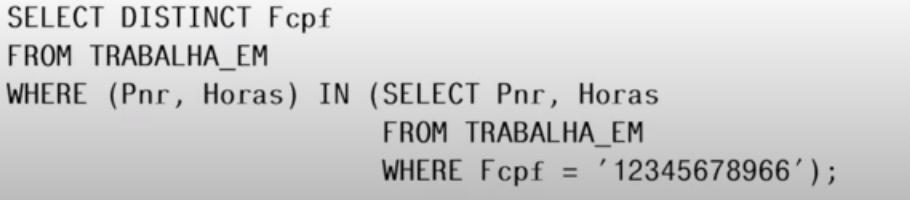 SELECT DISTINCT Fcpf
FROM TRABALHA_EM
WHERE (Pnr, Horas) IN (SELECT Pnr, Horas
FROM TRABALHA_EM
WHERE Fcpf = ′12345678966′);